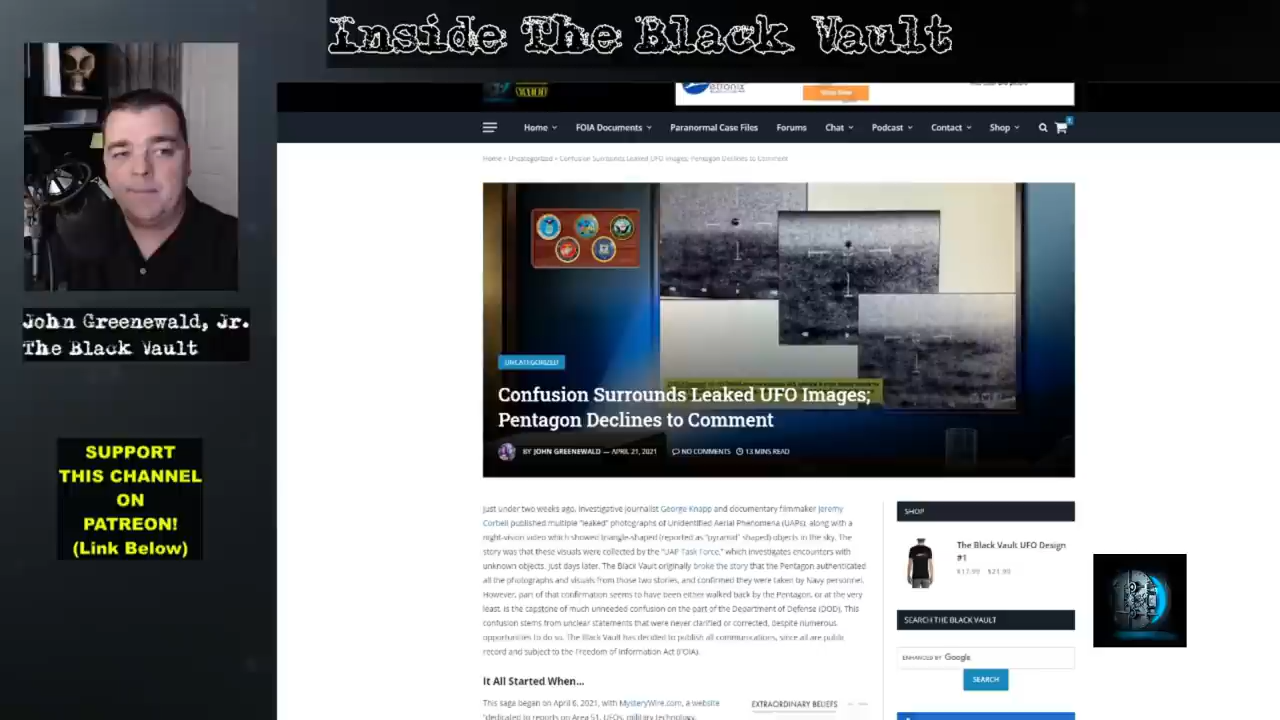 Inside The Black Vault
Home
FOIA Documents
Paranormal Case Files
Forums
Chat
Podcast
Contact
Shop
Home » Uncategorized » Confusion Surrounds Leaked UFO Images; Pentagon Declines to Comment
UNCATEGORIZED
Confusion Surrounds Leaked UFO Images;
Pentagon Declines to Comment
BY JOHN GREENEWALD — APRIL 21, 2021 NO COMMENTS 13 MINS READ
John Greenewald, Jr.
The Black Vault
SUPPORT
THIS CHANNEL
ON
PATREON!
(Link Below)
Just under two weeks ago, investigative journalist George Knapp and documentary filmmaker Jeremy
Corbell published multiple "leaked" photographs of Unidentified Aerial Phenomena (UAPs), along with a
night-vision video which showed triangle-shaped (reported as "pyramid" shaped) objects in the sky. The
story was that these visuals were collected by the "UAP Task Force," which investigates encounters with
unknown objects. Just days later, The Black Vault originally broke the story that the Pentagon authenticated
all the photographs and visuals from those two stories, and confirmed they were taken by Navy personnel.
However, part of that confirmation seems to have been either walked back by the Pentagon, or at the very
least, is the capstone of much unneeded confusion on the part of the Department of Defense (DOD). This
confusion stems from unclear statements that were never clarified or corrected, despite numerous
opportunities to do so. The Black Vault has decided to publish all communications, since all are public
record and subject to the Freedom of Information Act (FOIA).
It All Started When...
This saga began on April 6, 2021, with MysteryWire.com, a website
"dedicated to reports on Area 51, UFOs, military technology,
EXTRAORDINARY BELIEFS
SHOP
The Black Vault UFO Design
#1
$17.99 $21.99
SEARCH THE BLACK VAULT
ENHANCED BY Google
SEARCH